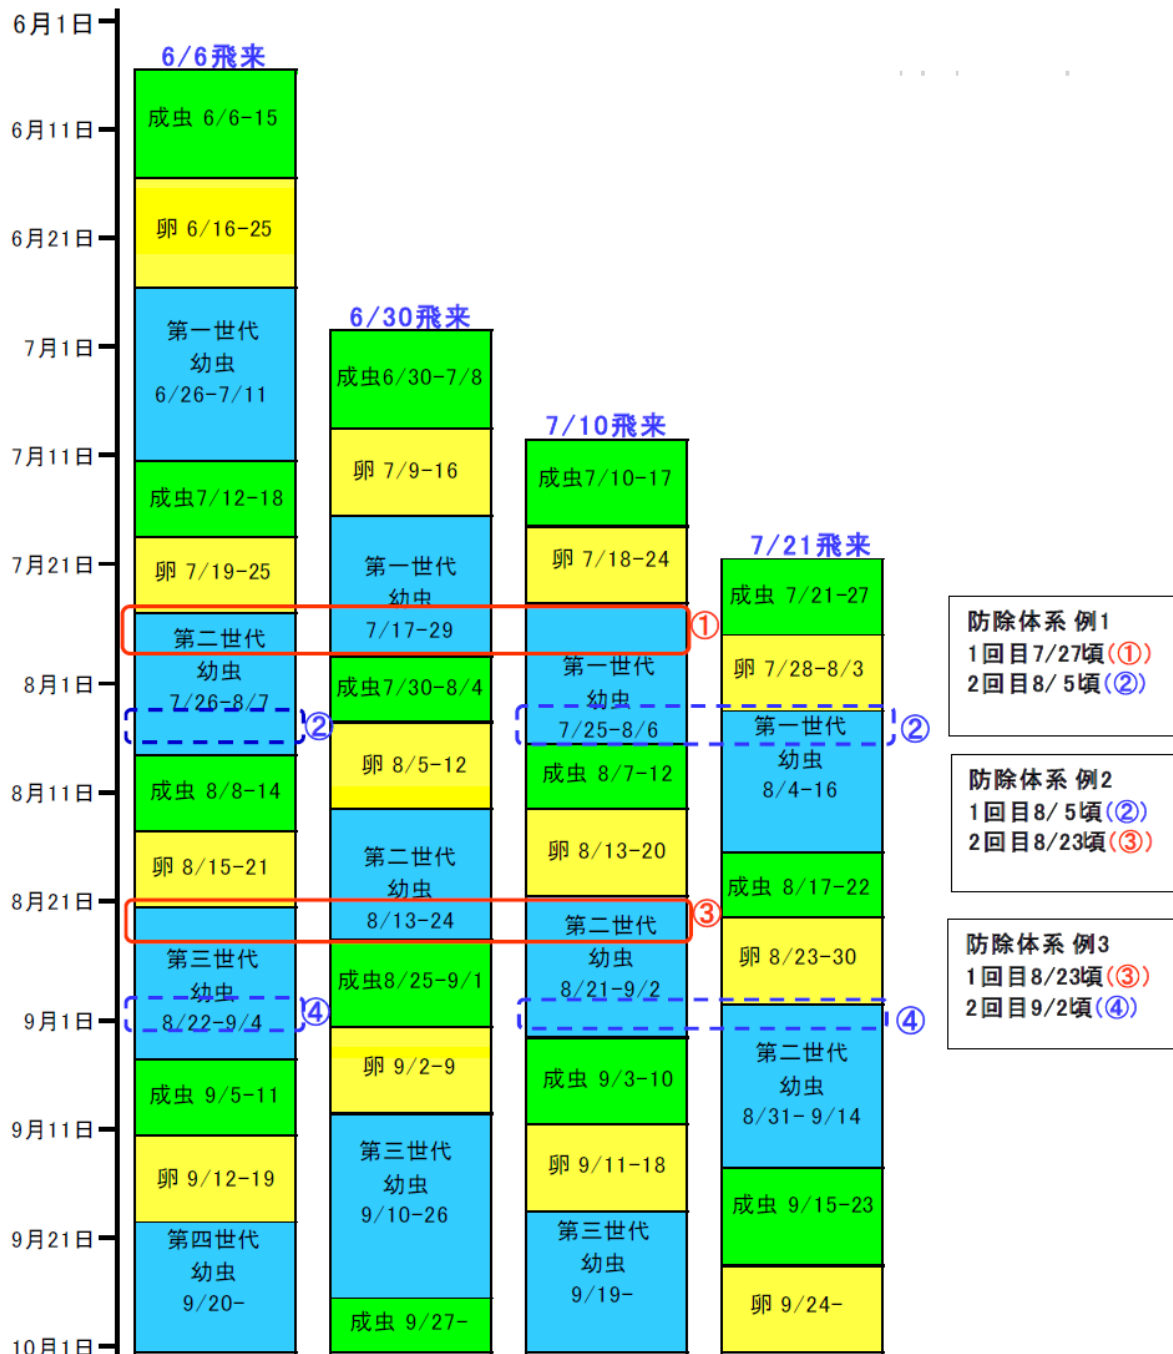 6月1日
6月11日
6月21日
7月1日
7月11日
7月21日
8月1日
8月11日
8月21日
9月1日
9月11日
9月21日
10月1日
6/6飛来
成虫 6/6-15
卵 6/16-25
第一世代
幼虫
6/26-7/11
成虫7/12-18
卵 7/19-25
第二世代
幼虫
7/26-8/7
②
成虫 8/8-14
卵 8/15-21
第三世代
幼虫
8/22-9/4
④
成虫 9/5-11
卵 9/12-19
第四世代
幼虫
9/20-
6/30飛来
成虫6/30-7/8
卵 7/9-16
第一世代
幼虫
7/17-29
成虫7/30-8/4
卵 8/5-12
第二世代
幼虫
8/13-24
成虫8/25-9/1
卵 9/2-9
第三世代
幼虫
9/10-26
成虫 9/27-
7/10飛来
成虫7/10-17
卵 7/18-24
①
第一世代
幼虫
7/25-8/6
成虫 8/7-12
卵 8/13-20
③
第二世代
幼虫
8/21-9/2
成虫 9/3-10
卵 9/11-18
第三世代
幼虫
9/19-
7/21飛来
成虫 7/21-27
卵 7/28-8/3
②
第一世代
幼虫
8/4-16
成虫 8/17-22
卵 8/23-30
④
第二世代
幼虫
8/31-9/14
成虫 9/15-23
卵 9/24-
防除体系 例1
1回目7/27頃(①)
2回目8/ 5頃(②)
防除体系 例2
1回目8/ 5頃(②)
2回目8/23頃(③)
防除体系 例3
1回目8/23頃(③)
2回目9/2頃(④)